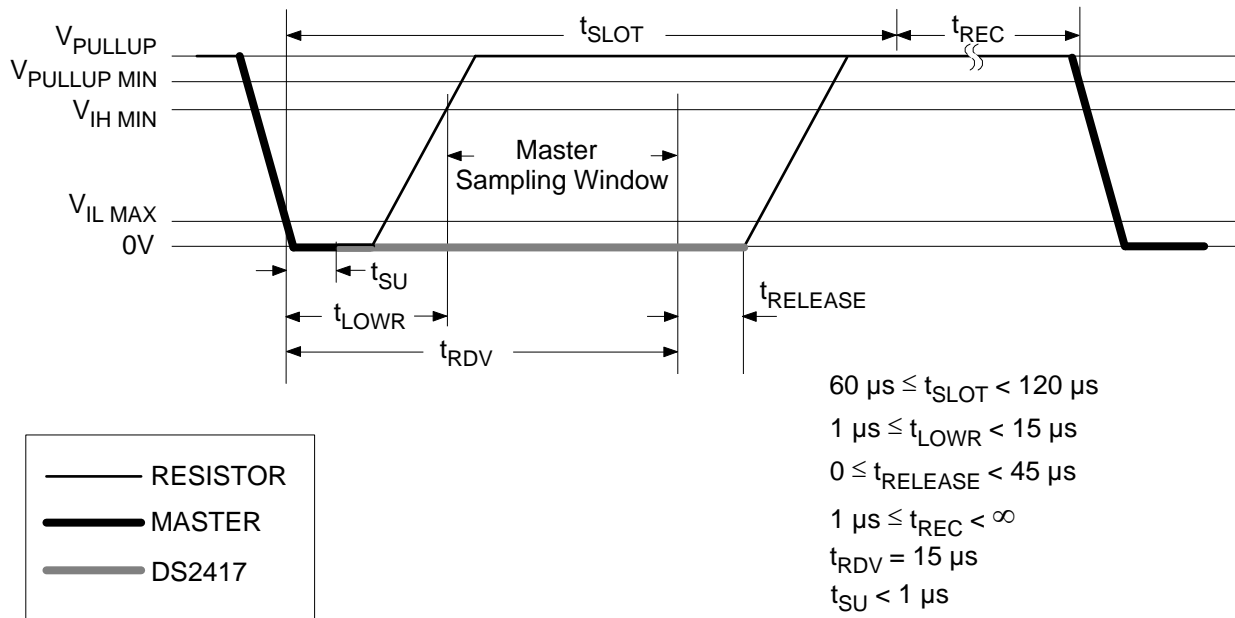 t_SLOT
t_REC
V_PULLUP
V_PULLUP MIN
V_IH MIN
Master
Sampling Window
V_IL MAX
0V
t_SU
t_RELEASE
t_LOWR
t_RDV
60 µs ≤ t_SLOT < 120 µs
1 µs ≤ t_LOWR < 15 µs
0 ≤ t_RELEASE < 45 µs
1 µs ≤ t_REC < ∞
t_RDV = 15 µs
t_SU < 1 µs
RESISTOR
MASTER
DS2417